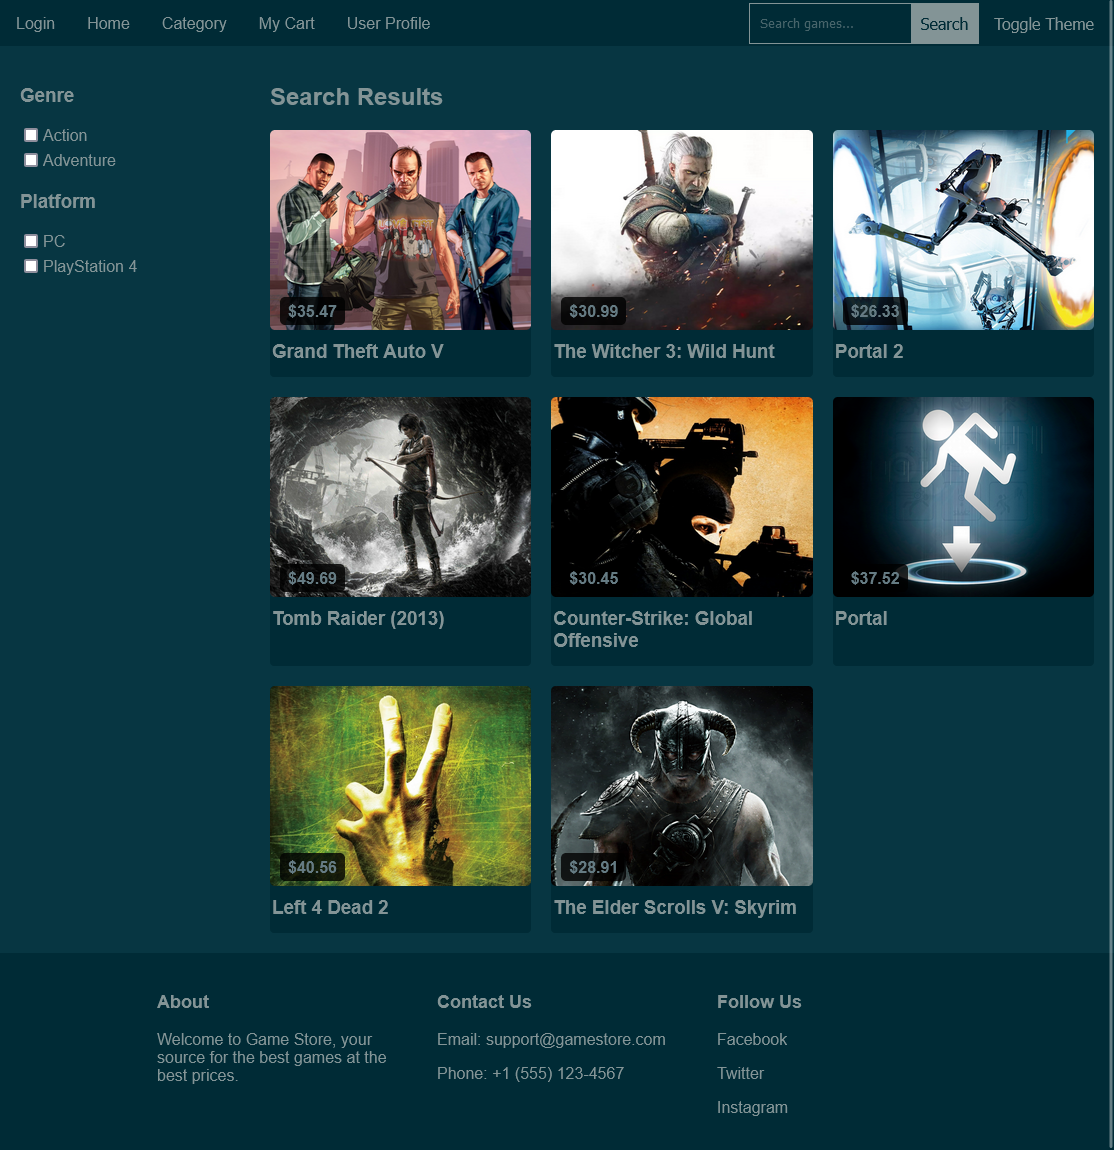 Login Home Category My Cart User Profile Search games... Search Toggle Theme
Genre
Action
Adventure
Platform
PC
PlayStation 4
Search Results
$35.47
Grand Theft Auto V
$30.99
The Witcher 3: Wild Hunt
$26.33
Portal 2
$49.69
Tomb Raider (2013)
$30.45
Counter-Strike: Global
Offensive
$37.52
Portal
$40.56
Left 4 Dead 2
$28.91
The Elder Scrolls V: Skyrim
About
Welcome to Game Store, your
source for the best games at the
best prices.
Contact Us
Email: support@gamestore.com
Phone: +1 (555) 123-4567
Follow Us
Facebook
Twitter
Instagram